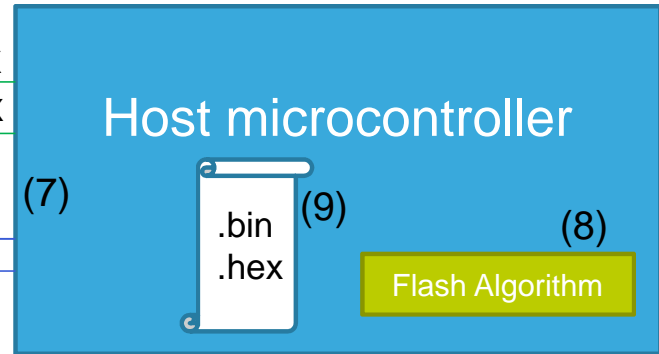 Host microcontroller
(7)
(9)
(8)
.bin
.hex
Flash Algorithm